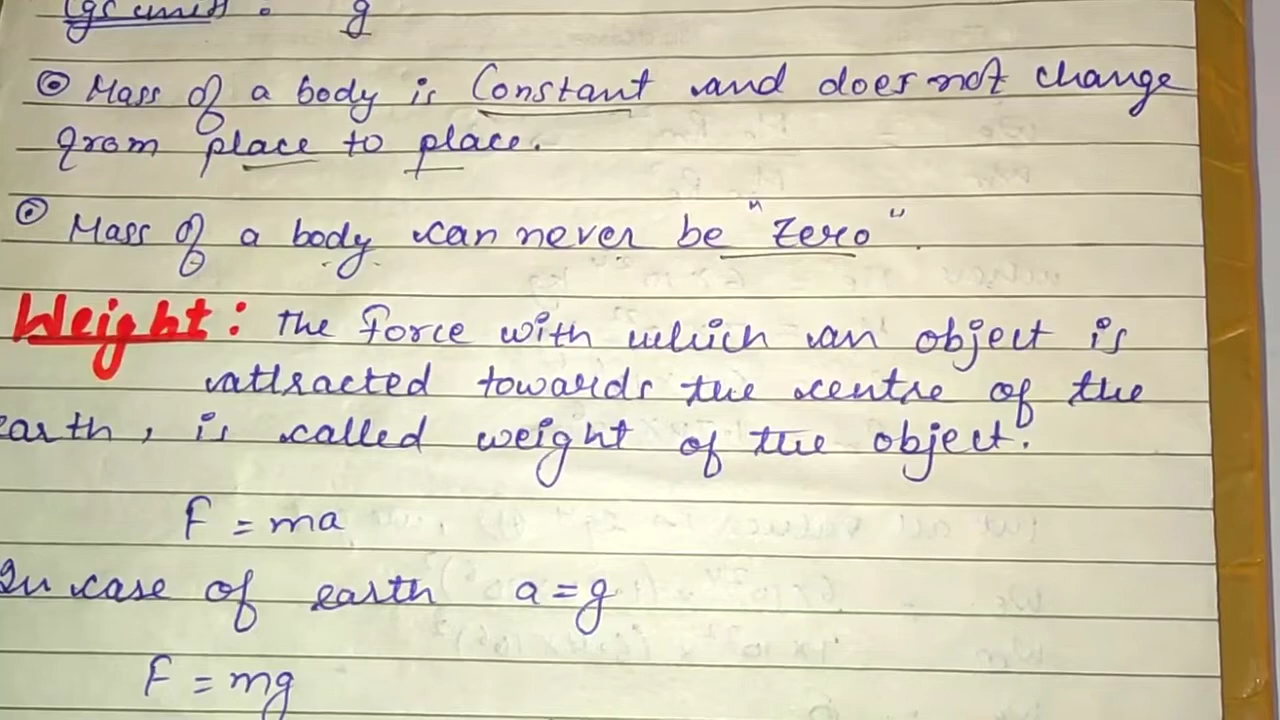 cgs unit : g
⊙ Mass of a body is Constant and does not change
from place to place.
⊙ Mass of a body can never be "Zero".
Weight: The force with which an object is
attracted towards the centre of the
earth, is called weight of the object.
F = ma
In case of earth a = g
F = mg